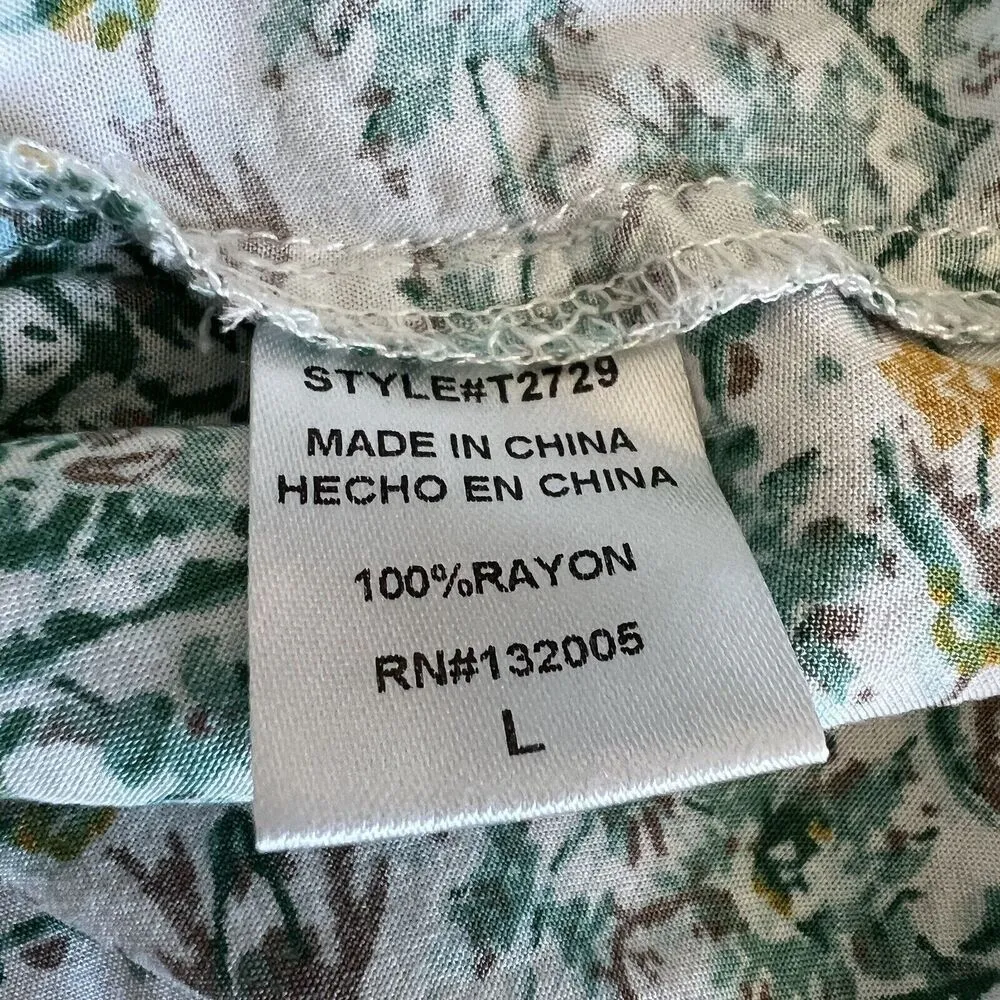 STYLE#T2729
MADE IN CHINA
HECHO EN CHINA
100%RAYON
RN#132005
L